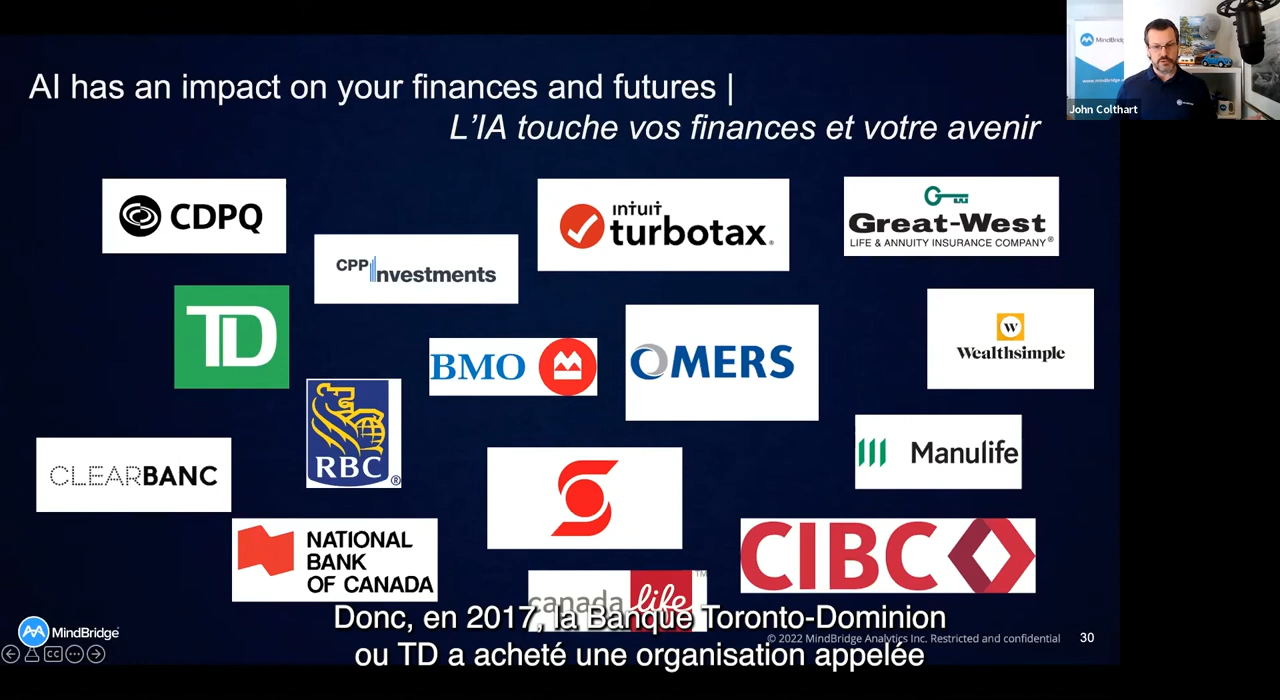 AI has an impact on your finances and futures |
L'IA touche vos finances et votre avenir
MindBridge
John Colthart
CDPQ
CPP Investments
intuit
turbotax®
Great-West
LIFE & ANNUITY INSURANCE COMPANY®
TD
BMO
OMERS
W
Wealthsimple
RBC®
Manulife
CLEARBANC
NATIONAL
BANK
OF CANADA
S
CIBC
canada life™
Donc, en 2017, la Banque Toronto-Dominion
ou TD a acheté une organisation appelée
MindBridge
CC
© 2022 MindBridge Analytics Inc. Restricted and confidential
30